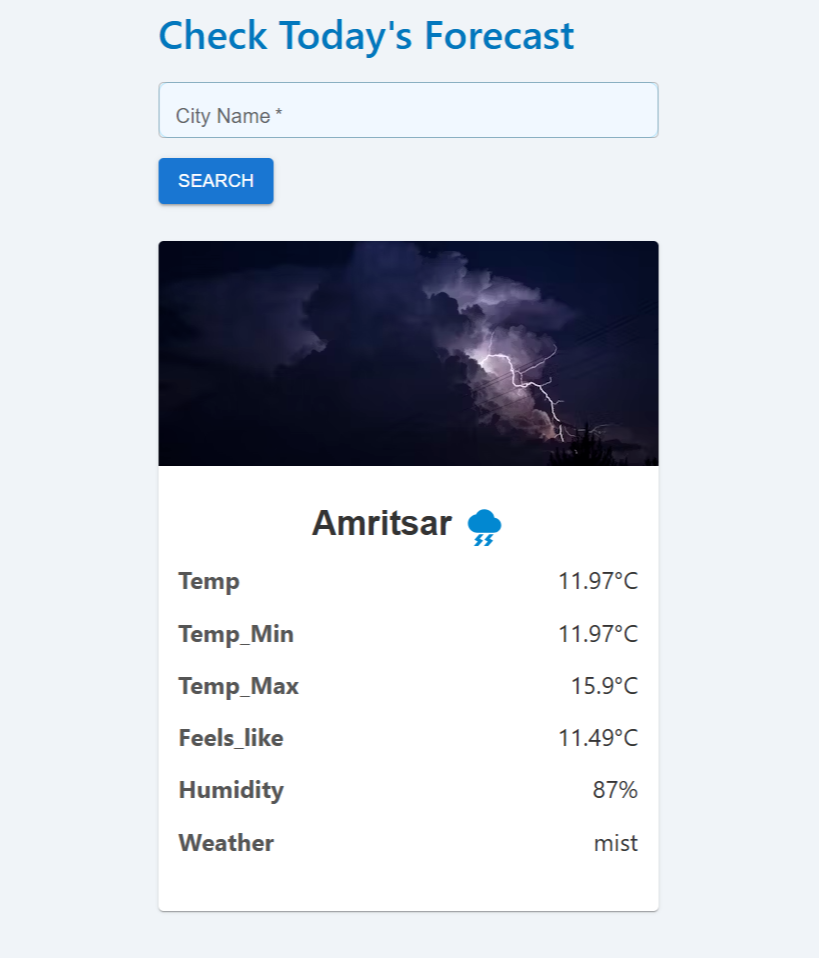 Check Today's Forecast
City Name *
SEARCH
Amritsar
Temp 11.97°C
Temp_Min 11.97°C
Temp_Max 15.9°C
Feels_like 11.49°C
Humidity 87%
Weather mist